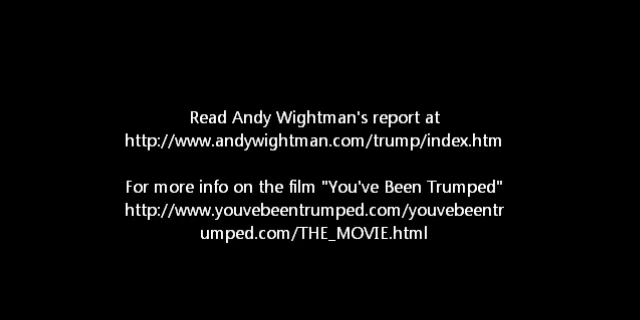 Read Andy Wightman's report at
http://www.andywightman.com/trump/index.htm
For more info on the film "You've Been Trumped"
http://www.youvebeentrumped.com/youvebeentr
umped.com/THE_MOVIE.html